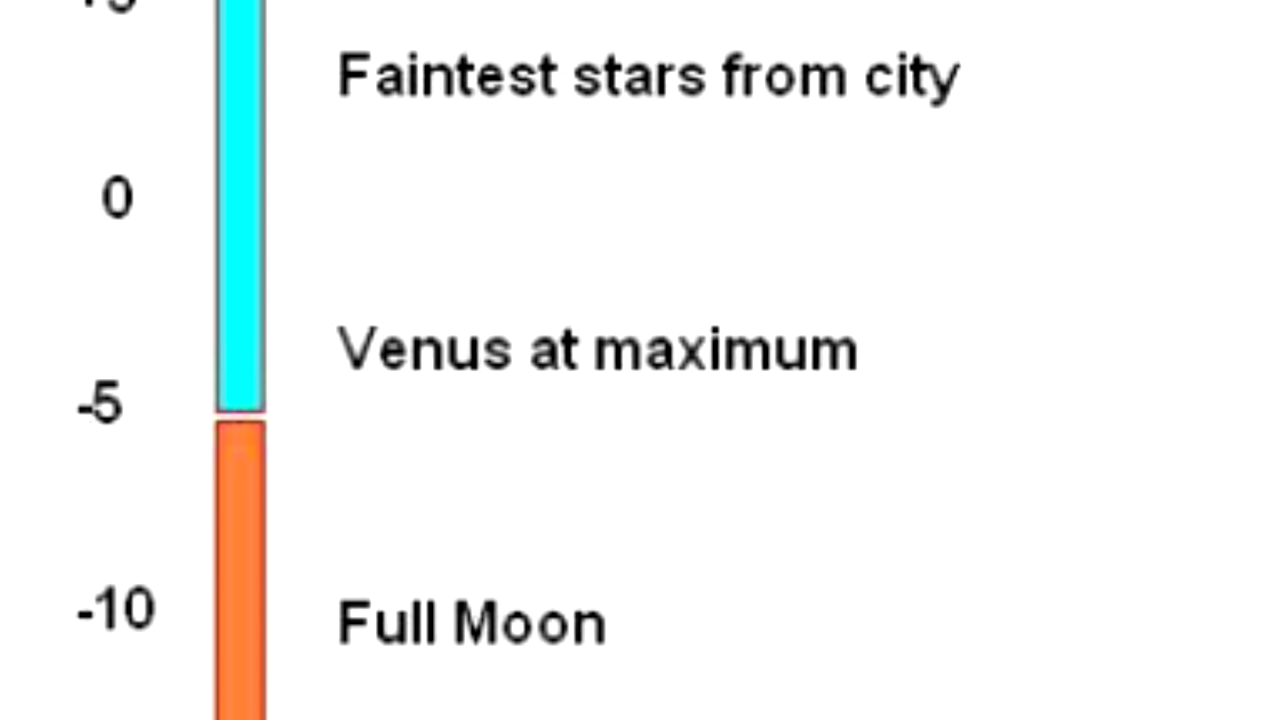 Faintest stars from city
0
Venus at maximum
-5
-10 Full Moon